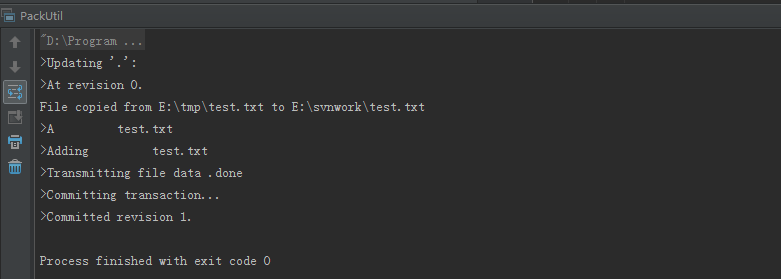 PackUtil
"D:\Program ...
>Updating '.':
>At revision 0.
File copied from E:\tmp\test.txt to E:\svnwork\test.txt
>A         test.txt
>Adding         test.txt
>Transmitting file data .done
>Committing transaction...
>Committed revision 1.
Process finished with exit code 0